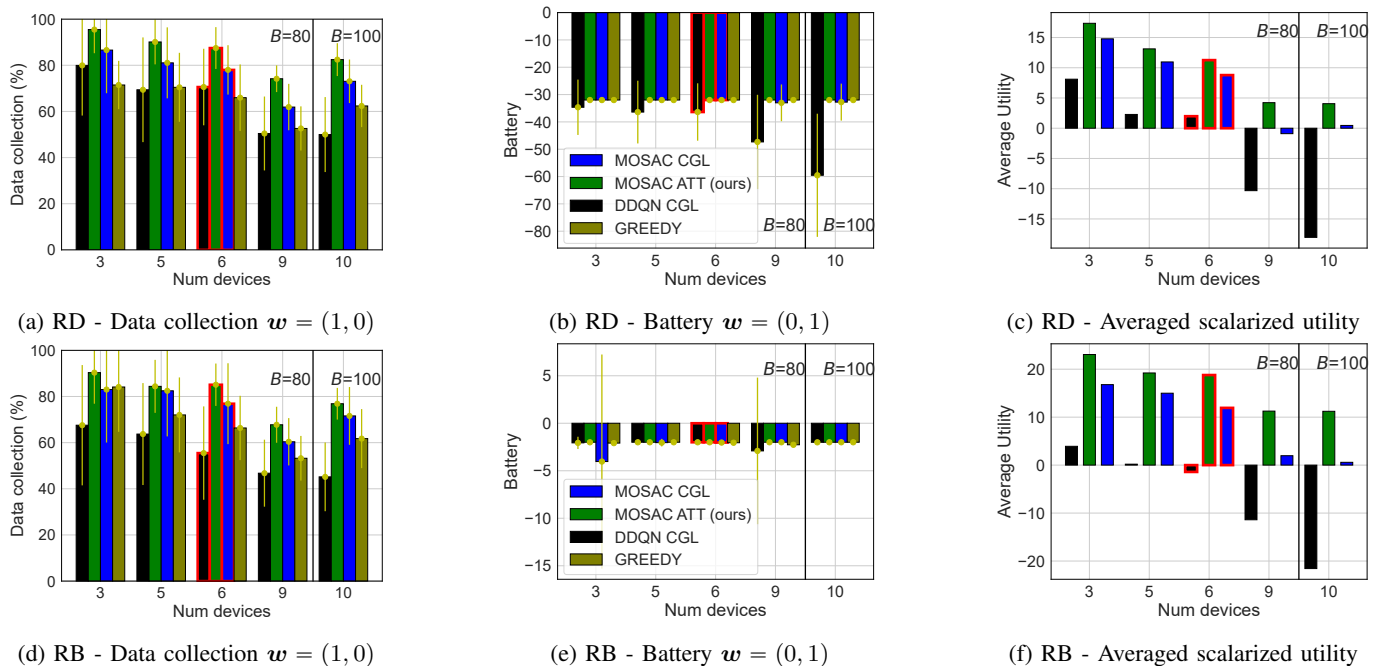 100
80
60
40
20
0
Data collection (%)
B=80
B=100
3
5
6
9
10
Num devices
(a) RD - Data collection w = (1, 0)
0
−10
−20
−30
−40
−50
−60
−70
−80
Battery
MOSAC CGL
MOSAC ATT (ours)
DDQN CGL
GREEDY
B=80
B=100
3
5
6
9
10
Num devices
(b) RD - Battery w = (0, 1)
15
10
5
0
−5
−10
−15
Average Utility
B=80
B=100
3
5
6
9
10
Num devices
(c) RD - Averaged scalarized utility
100
80
60
40
20
0
Data collection (%)
B=80
B=100
3
5
6
9
10
Num devices
(d) RB - Data collection w = (1, 0)
5
0
−5
−10
−15
Battery
B=80
B=100
MOSAC CGL
MOSAC ATT (ours)
DDQN CGL
GREEDY
3
5
6
9
10
Num devices
(e) RB - Battery w = (0, 1)
20
10
0
−10
−20
Average Utility
B=80
B=100
3
5
6
9
10
Num devices
(f) RB - Averaged scalarized utility